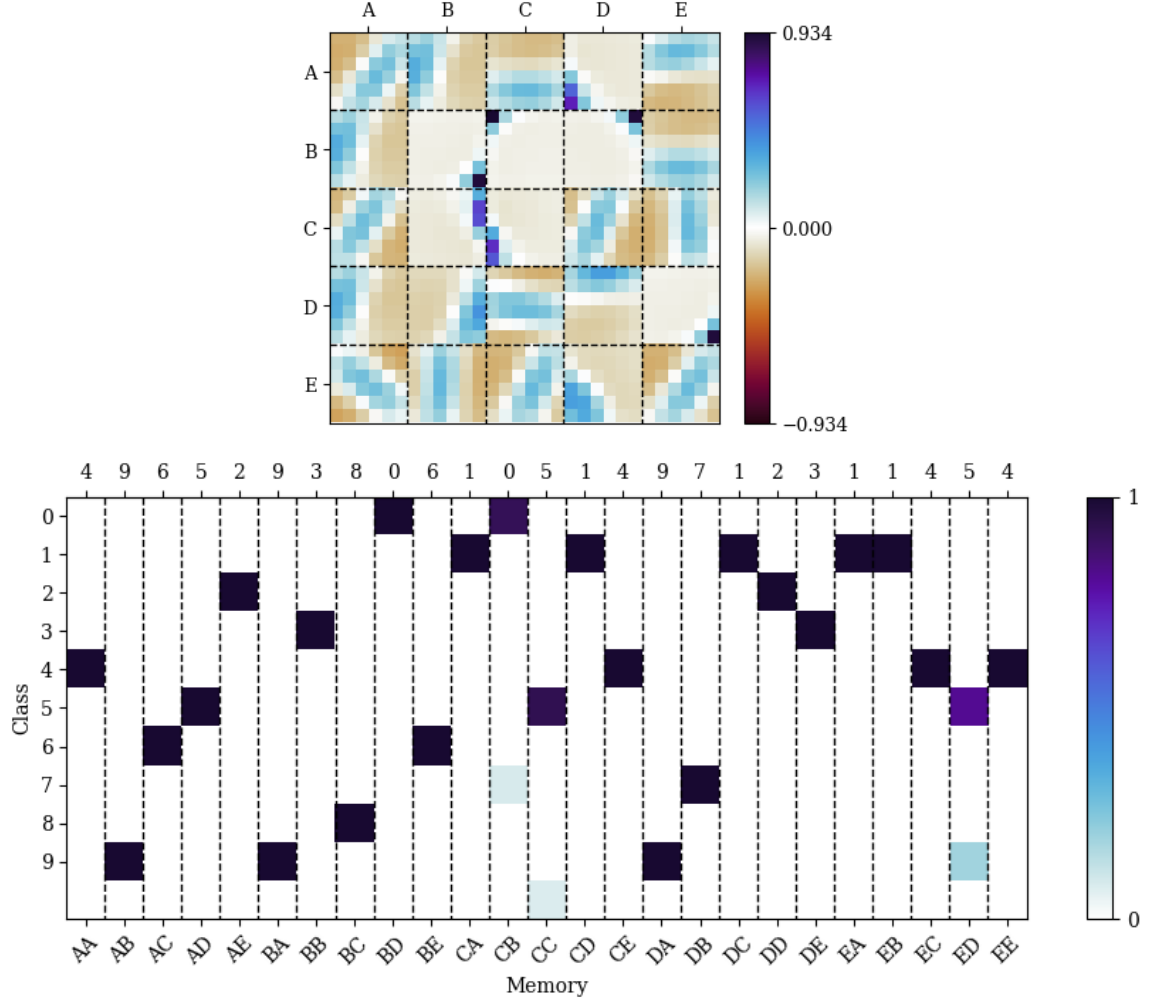 A B C D E
0.934
A
B
C
0.000
D
E
−0.934
4 9 6 5 2 9 3 8 0 6 1 0 5 1 4 9 7 1 2 3 1 1 4 5 4
0
1
1
2
3
4
5
6
7
8
9
0
Class
AA AB AC AD AE BA BB BC BD BE CA CB CC CD CE DA DB DC DD DE EA EB EC ED EE
Memory